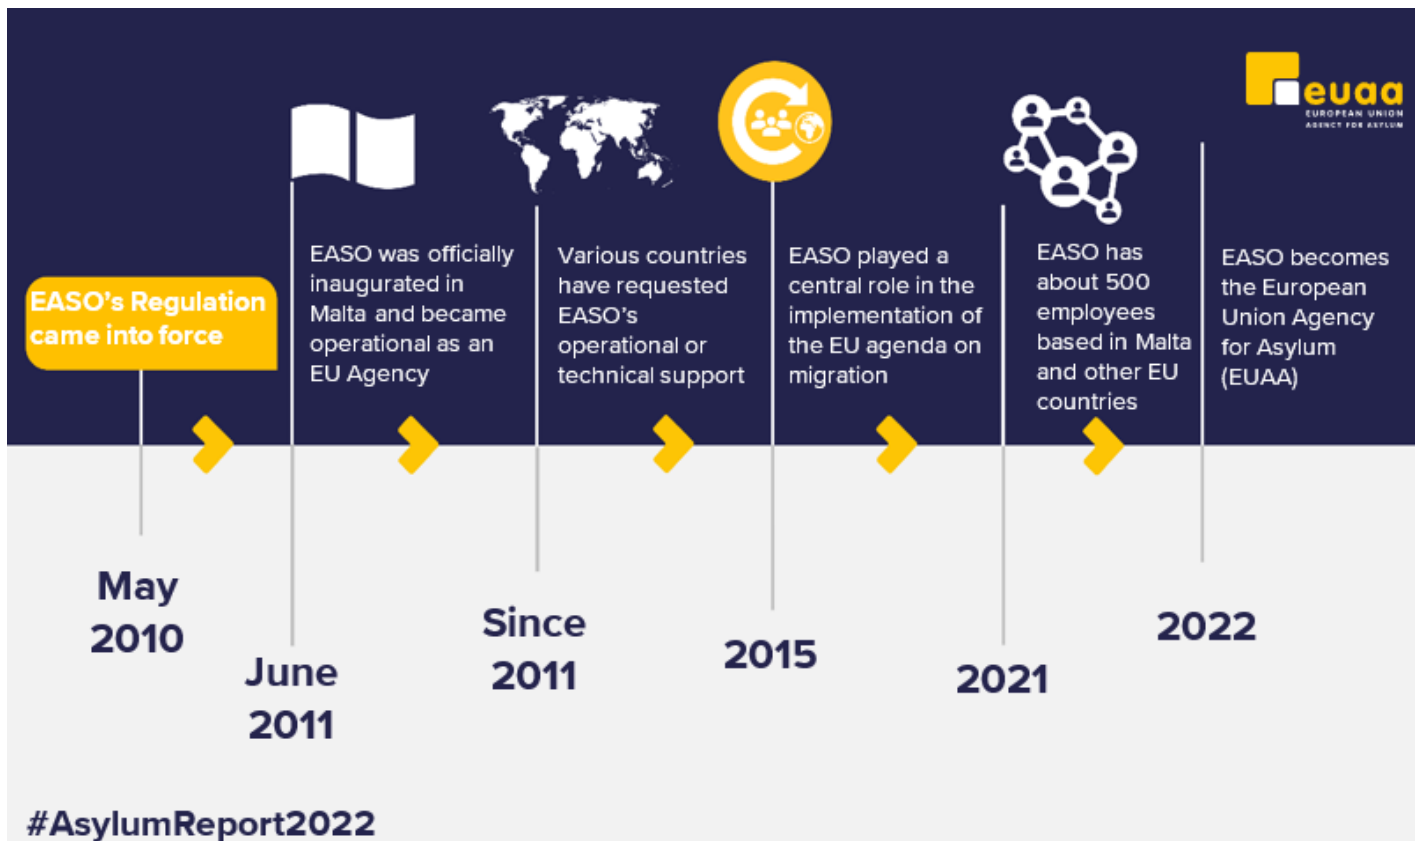 euaa
EUROPEAN UNION
AGENCY FOR ASYLUM
EASO's Regulation
came into force
EASO was officially
inaugurated in
Malta and became
operational as an
EU Agency
Various countries
have requested
EASO's
operational or
technical support
EASO played a
central role in the
implementation of
the EU agenda on
migration
EASO has
about 500
employees
based in Malta
and other EU
countries
EASO becomes
the European
Union Agency
for Asylum
(EUAA)
May
2010
June
2011
Since
2011
2015
2021
2022
#AsylumReport2022